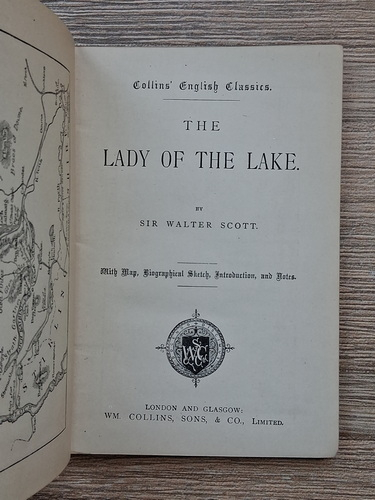 Collins' English Classics.
THE
LADY OF THE LAKE.
BY
SIR WALTER SCOTT.
With Map, Biographical Sketch, Introduction, and Notes.
LONDON AND GLASGOW:
WM. COLLINS, SONS, & CO., LIMITED.